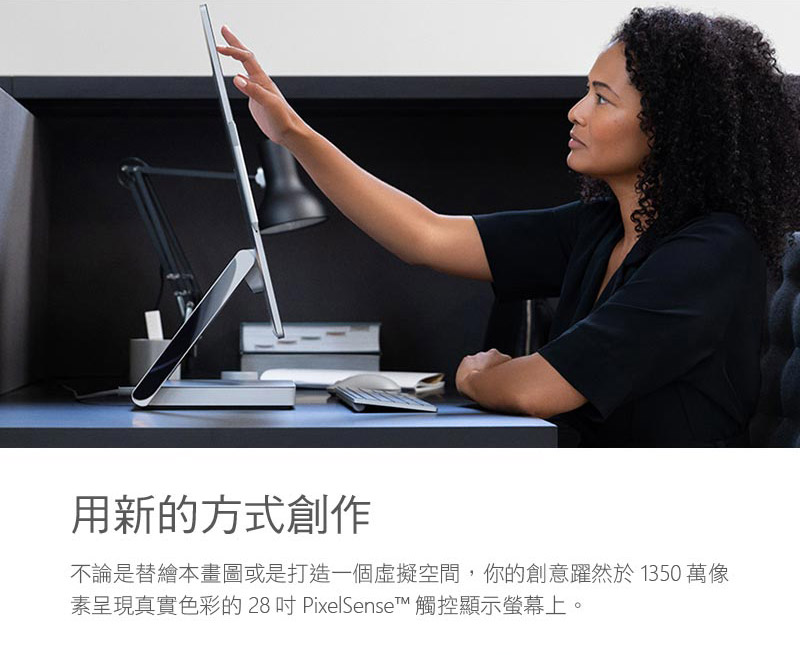 用新的方式創作
不論是替繪本畫圖或是打造一個虛擬空間，你的創意躍然於 1350 萬像
素呈現真實色彩的 28 吋 PixelSense™ 觸控顯示螢幕上。